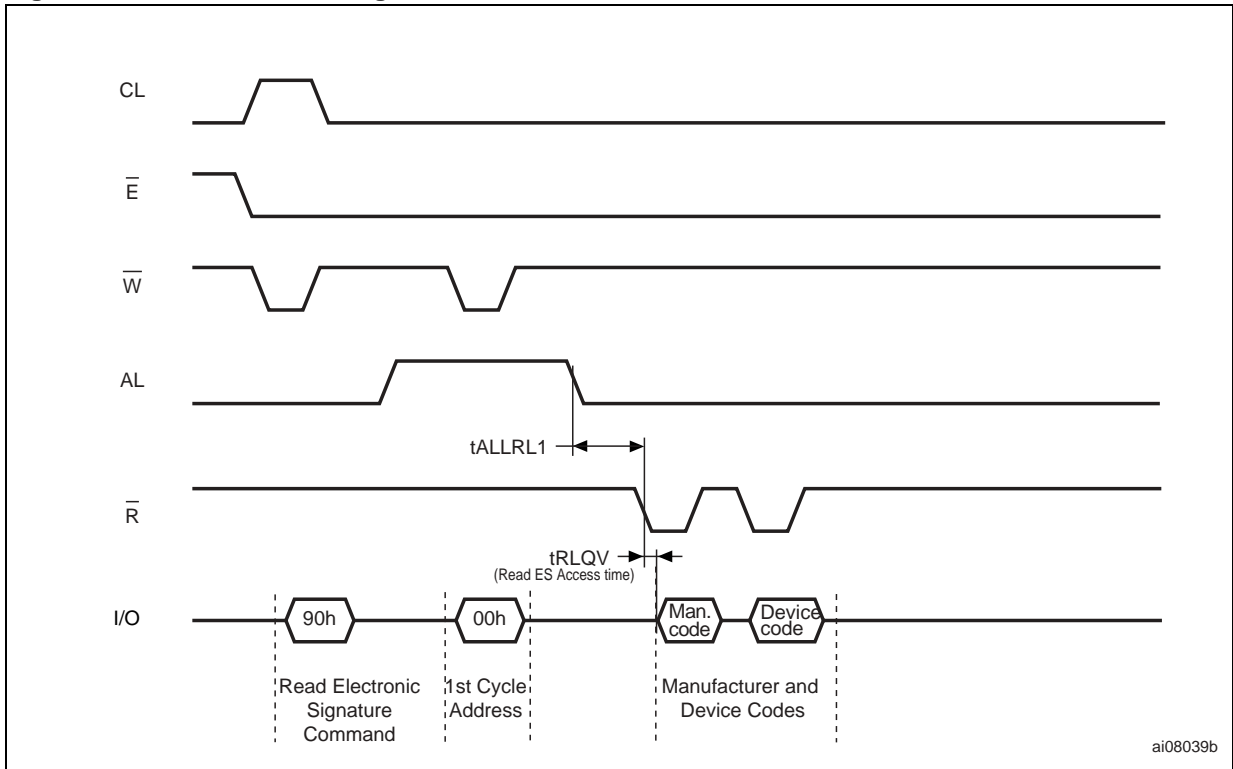 CL
E
W
AL
tALLRL1
R
tRLQV
(Read ES Access time)
I/O
90h
00h
Man.
code
Device
code
Read Electronic
Signature
Command
1st Cycle
Address
Manufacturer and
Device Codes
ai08039b